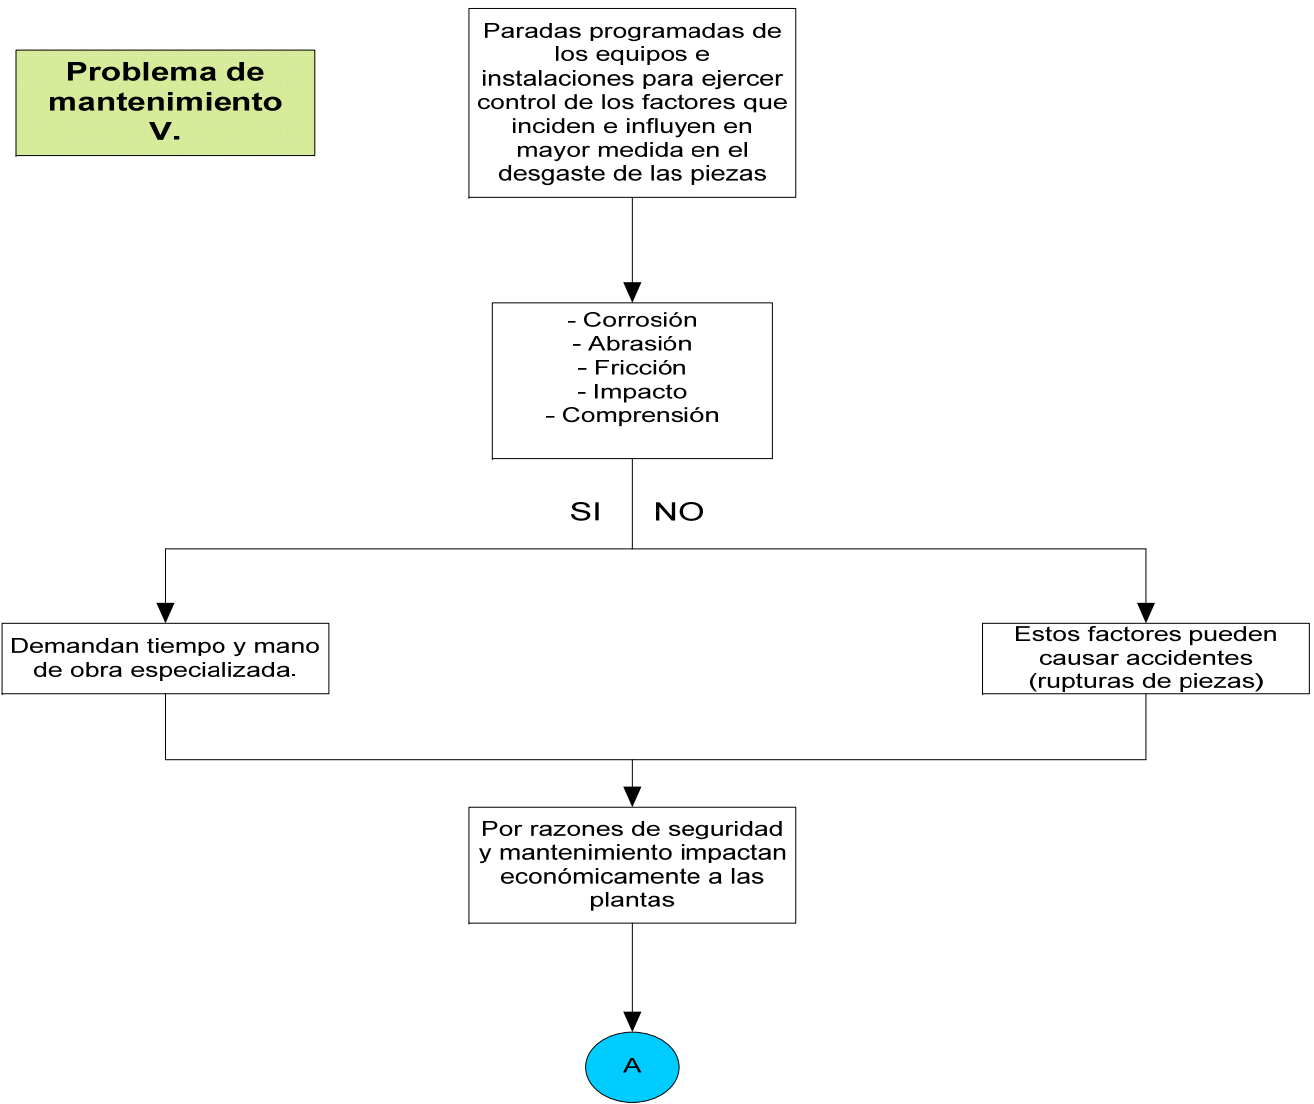 Problema de
mantenimiento
V.
Paradas programadas de
los equipos e
instalaciones para ejercer
control de los factores que
inciden e influyen en
mayor medida en el
desgaste de las piezas
- Corrosión
- Abrasión
- Fricción
- Impacto
- Comprensión
SI NO
Demandan tiempo y mano
de obra especializada.
Estos factores pueden
causar accidentes
(rupturas de piezas)
Por razones de seguridad
y mantenimiento impactan
económicamente a las
plantas
A